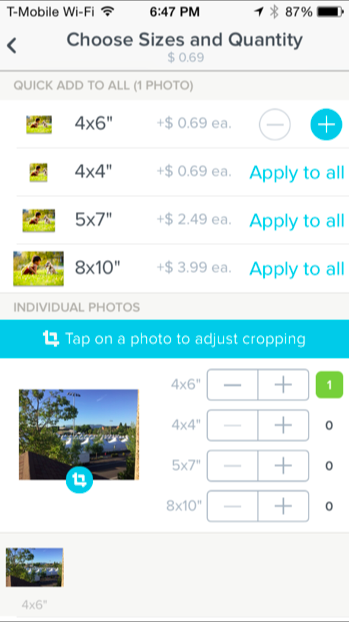 T-Mobile Wi-Fi 6:47 PM 87%
Choose Sizes and Quantity
$ 0.69
QUICK ADD TO ALL (1 PHOTO)
4x6" +$ 0.69 ea.
4x4" +$ 0.69 ea. Apply to all
5x7" +$ 2.49 ea. Apply to all
8x10" +$ 3.99 ea. Apply to all
INDIVIDUAL PHOTOS
Tap on a photo to adjust cropping
4x6" 1
4x4" 0
5x7" 0
8x10" 0
4x6"